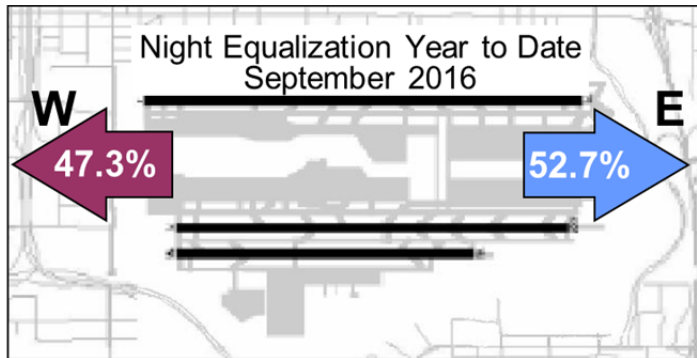 Night Equalization Year to Date
September 2016
W
E
47.3%
52.7%